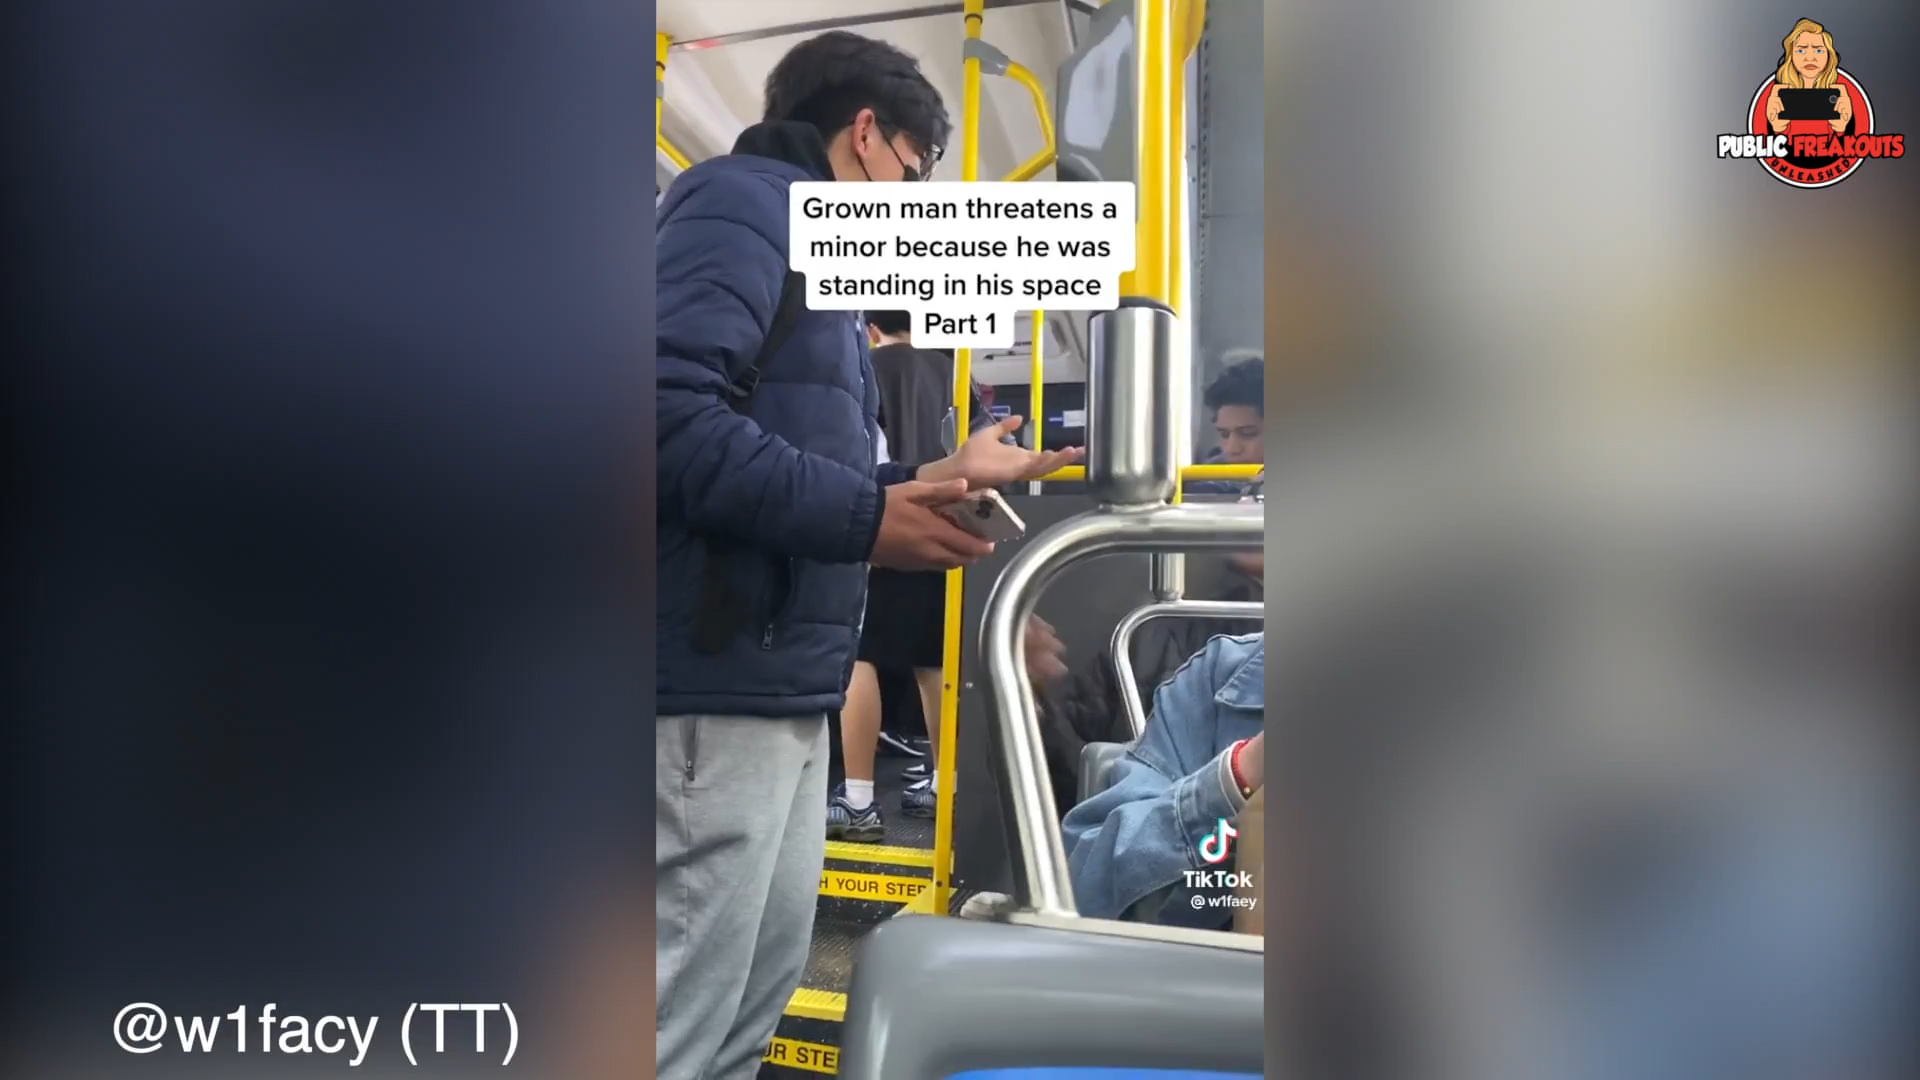 PUBLIC FREAKOUTS
UNLEASHED
Grown man threatens a
minor because he was
standing in his space
Part 1
H YOUR STEP
UR STE
TikTok
@w1faey
@w1facy (TT)